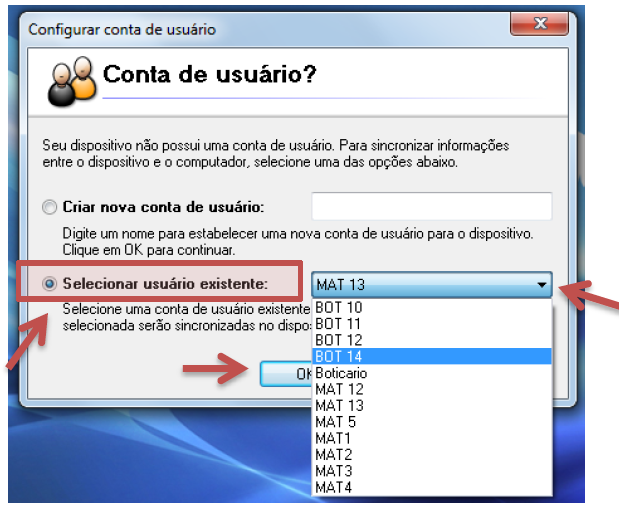 Configurar conta de usuário
Conta de usuário?
Seu dispositivo não possui uma conta de usuário. Para sincronizar informações
entre o dispositivo e o computador, selecione uma das opções abaixo.
Criar nova conta de usuário:
Digite um nome para estabelecer uma nova conta de usuário para o dispositivo.
Clique em OK para continuar.
Selecionar usuário existente:
MAT 13
Selecione uma conta de usuário existente
selecionada serão sincronizadas no dispo
OK
BOT 10
BOT 11
BOT 12
BOT 14
Boticario
MAT 12
MAT 13
MAT 5
MAT1
MAT2
MAT3
MAT4